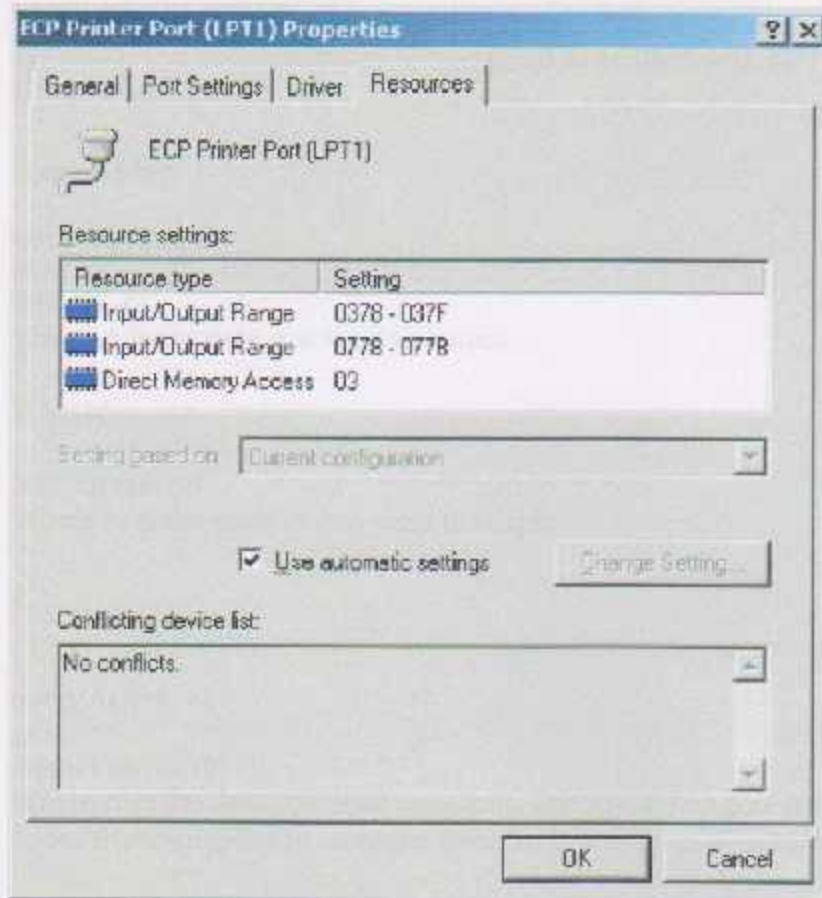 ECP Printer Port (LPT1) Properties
General
Port Settings
Driver
Resources
ECP Printer Port (LPT1)
Resource settings:
Resource type Setting
Input/Output Range 0378 - 037F
Input/Output Range 0778 - 077B
Direct Memory Access 03
Setting based on: Current configuration
Use automatic settings
Change Setting...
Conflicting device list:
No conflicts.
OK
Cancel